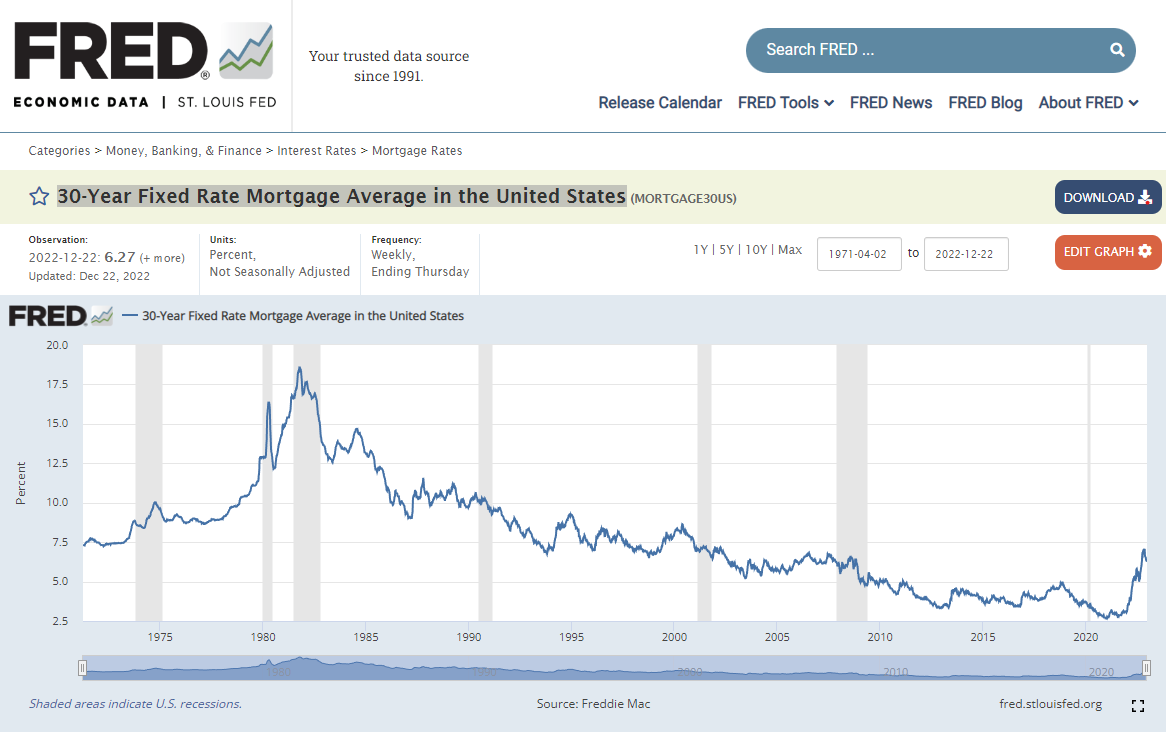 FRED®
ECONOMIC DATA | ST. LOUIS FED
Your trusted data source
since 1991.
Search FRED ...
Release Calendar FRED Tools FRED News FRED Blog About FRED
Categories > Money, Banking, & Finance > Interest Rates > Mortgage Rates
30-Year Fixed Rate Mortgage Average in the United States (MORTGAGE30US)
DOWNLOAD
Observation:
2022-12-22: 6.27 (+ more)
Updated: Dec 22, 2022
Units:
Percent,
Not Seasonally Adjusted
Frequency:
Weekly,
Ending Thursday
1Y | 5Y | 10Y | Max
1971-04-02 to 2022-12-22
EDIT GRAPH
FRED
30-Year Fixed Rate Mortgage Average in the United States
Percent
20.0
17.5
15.0
12.5
10.0
7.5
5.0
2.5
1975 1980 1985 1990 1995 2000 2005 2010 2015 2020
1980 1990 2000 2010 2020
Shaded areas indicate U.S. recessions.
Source: Freddie Mac
fred.stlouisfed.org